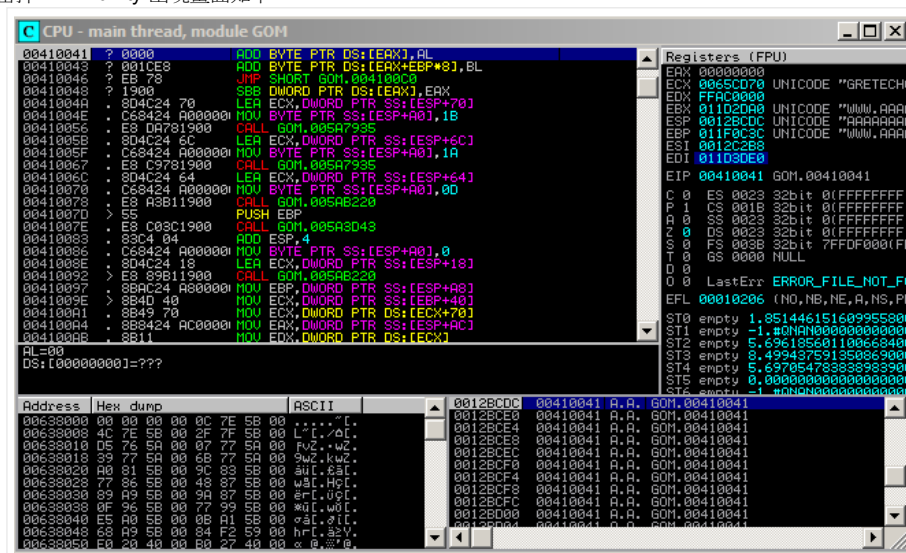 CPU - main thread, module GOM
00410041 ? 0000 ADD BYTE PTR DS:[EAX],AL
00410043 ? 001CE8 ADD BYTE PTR DS:[EAX+EBP*8],BL
00410046 ? EB 78 JMP SHORT GOM.004100C0
00410048 ? 1900 SBB DWORD PTR DS:[EAX],EAX
0041004A . 8D4C24 70 LEA ECX,DWORD PTR SS:[ESP+70]
0041004E . C68424 A00000 MOV BYTE PTR SS:[ESP+A0],1B
00410056 . E8 DA781900 CALL GOM.005A7935
0041005B . 8D4C24 6C LEA ECX,DWORD PTR SS:[ESP+6C]
0041005F . C68424 A00000 MOV BYTE PTR SS:[ESP+A0],1A
00410067 . E8 C9781900 CALL GOM.005A7935
0041006C . 8D4C24 64 LEA ECX,DWORD PTR SS:[ESP+64]
00410070 . C68424 A00000 MOV BYTE PTR SS:[ESP+A0],0D
00410078 . E8 A3B11900 CALL GOM.005AB220
0041007D > 55 PUSH EBP
0041007E . E8 C03C1900 CALL GOM.005A3D43
00410083 . 83C4 04 ADD ESP,4
00410086 . C68424 A00000 MOV BYTE PTR SS:[ESP+A0],0
0041008E . 8D4C24 18 LEA ECX,DWORD PTR SS:[ESP+18]
00410092 > E8 89B11900 CALL GOM.005AB220
00410097 . 8BAC24 A80000 MOV EBP,DWORD PTR SS:[ESP+A8]
0041009E > 8B4D 40 MOV ECX,DWORD PTR SS:[EBP+40]
004100A1 . 8B49 70 MOV ECX,DWORD PTR DS:[ECX+70]
004100A4 . 8B8424 AC0000 MOV EAX,DWORD PTR SS:[ESP+AC]
004100AB . 8B11 MOV EDX,DWORD PTR DS:[ECX]
AL=00
DS:[00000000]=???
Registers (FPU)
EAX 00000000
ECX 0065CD70 UNICODE "GRETECH
EDX FFAC0000
EBX 011D2DA0 UNICODE "WWW.AAA
ESP 0012BCDC UNICODE "AAAAAAA
EBP 011F0C3C UNICODE "WWW.AAA
ESI 0012C2B8
EDI 011D3DE0
EIP 00410041 GOM.00410041
C 0 ES 0023 32bit 0(FFFFFFFF
P 1 CS 001B 32bit 0(FFFFFFFF
A 0 SS 0023 32bit 0(FFFFFFFF
Z 0 DS 0023 32bit 0(FFFFFFFF
S 0 FS 003B 32bit 7FFDF000(FF
T 0 GS 0000 NULL
D 0
O 0 LastErr ERROR_FILE_NOT_FO
EFL 00010206 (NO,NB,NE,A,NS,P
ST0 empty
ST1 empty
ST2 empty
ST3 empty
ST4 empty
ST5 empty
Address Hex dump ASCII
00638000 00 00 00 00 0C 7E 5B 00
00638008 4C 7E 5B 00 2F 7F 5B 00
00638010 D5 76 5A 00 07 77 5A 00
00638018 39 77 5A 00 6B 77 5A 00
00638020 A0 81 5B 00 9C 83 5B 00
00638028 77 86 5B 00 48 87 5B 00
00638030 89 A9 5B 00 9A 87 5B 00
00638038 0F 96 5B 00 77 99 5B 00
00638040 E5 A0 5B 00 0B A1 5B 00
00638048 68 A9 5B 00 84 F2 59 00
00638050 E0 20 40 00 B0 27 40 00
0012BCDC 00410041 A.A. GOM.00410041
0012BCE0 00410041 A.A. GOM.00410041
0012BCE4 00410041 A.A. GOM.00410041
0012BCE8 00410041 A.A. GOM.00410041
0012BCEC 00410041 A.A. GOM.00410041
0012BCF0 00410041 A.A. GOM.00410041
0012BCF4 00410041 A.A. GOM.00410041
0012BCF8 00410041 A.A. GOM.00410041
0012BCFC 00410041 A.A. GOM.00410041
0012BD00 00410041 A.A. GOM.00410041